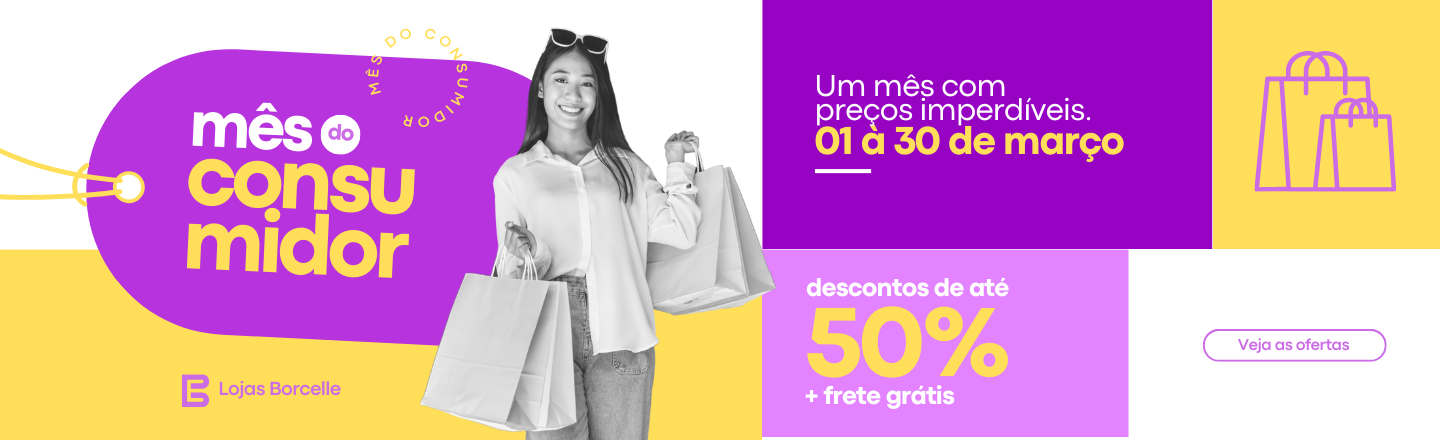 MÊS DO CONSUMIDOR
mês do
consu
midor
Lojas Borcelle
Um mês com
preços imperdíveis.
01 à 30 de março
descontos de até
50%
+ frete grátis
Veja as ofertas